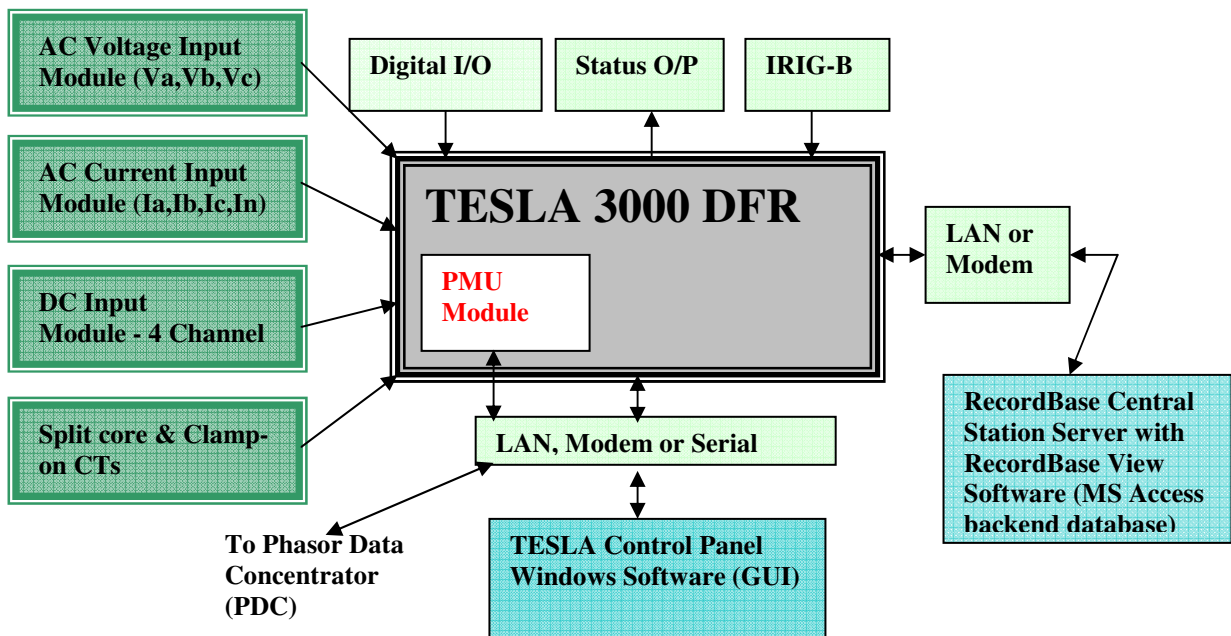 AC Voltage Input
Module (Va,Vb,Vc)
Digital I/O
Status O/P
IRIG-B
AC Current Input
Module (Ia,Ib,Ic,In)
TESLA 3000 DFR
LAN or
Modem
PMU
Module
DC Input
Module - 4 Channel
Split core & Clamp-
on CTs
LAN, Modem or Serial
RecordBase Central
Station Server with
RecordBase View
Software (MS Access
backend database)
To Phasor Data
Concentrator
(PDC)
TESLA Control Panel
Windows Software (GUI)